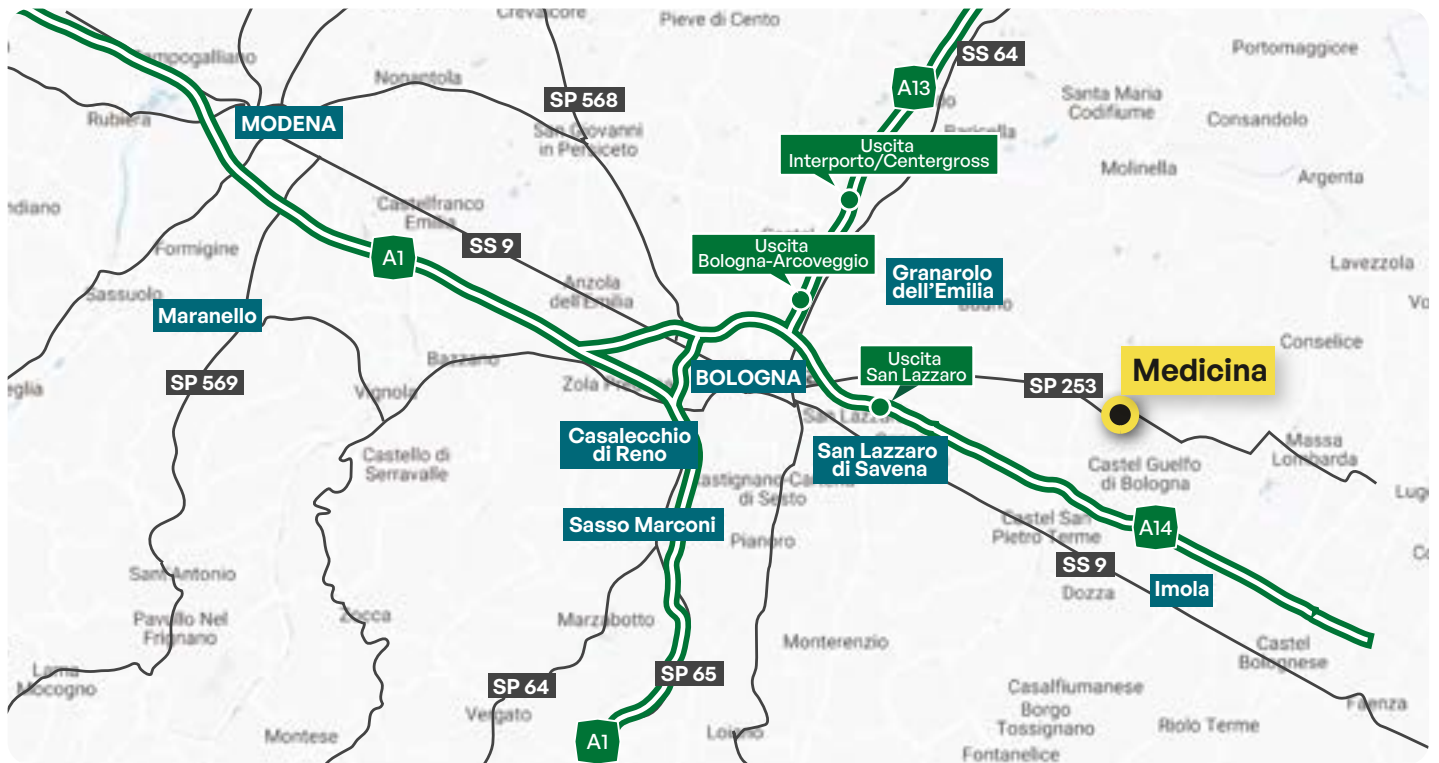 Crevalcore
Pieve di Cento
Portomaggiore
SS 64
Nonantola
A13
Santa Maria
Codifiume
SP 568
Consandolo
Rubiera
MODENA
San Giovanni
in Persiceto
Baricella
Uscita
Interporto/Centergross
Molinella
Argenta
Castelfranco
Emilia
SS 9
Formigine
A1
Uscita
Bologna-Arcoveggio
Granarolo
dell'Emilia
Lavezzola
Anzola
dell'Emilia
Sassuolo
Maranello
Conselice
Bazzano
Uscita
San Lazzaro
Medicina
SP 569
Vignola
Zola
BOLOGNA
SP 253
San
Casalecchio
di Reno
San Lazzaro
di Savena
Massa
Lombarda
Castello di
Serravalle
Castel Guelfo
di Bologna
di Sesto
Sasso Marconi
Pianoro
Castel San
Pietro Terme
A14
SS 9
Sant'Antonio
Dozza
Imola
Pavullo Nel
Frignano
Zocca
Marzabotto
Monterenzio
Castel
Bolognese
Lama
Mocogno
SP 64
SP 65
Casalfiumanese
Borgo
Tossignano
Faenza
Vergato
A1
Loiano
Riolo Terme
Montese
Fontanelice